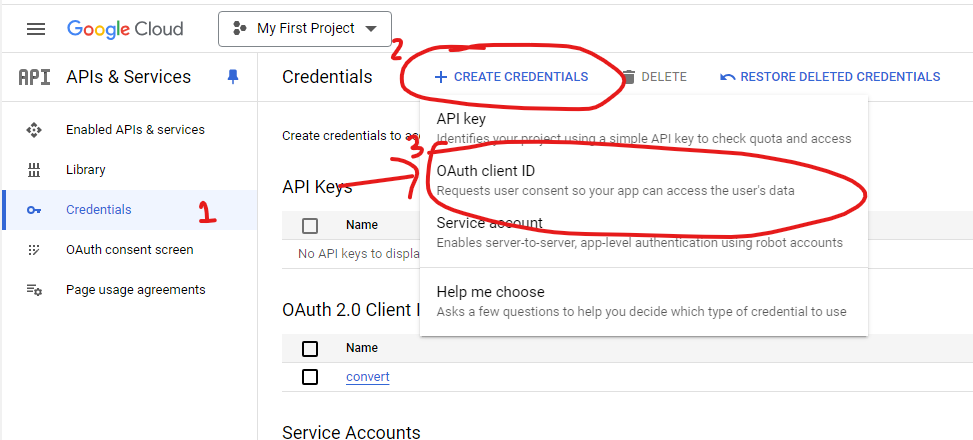 Google Cloud
My First Project
2
API APIs & Services
Credentials
+ CREATE CREDENTIALS
DELETE
RESTORE DELETED CREDENTIALS
Enabled APIs & services
Library
Credentials
1
OAuth consent screen
Page usage agreements
Create credentials to
API key
Identifies your project using a simple API key to check quota and access
3
OAuth client ID
Requests user consent so your app can access the user's data
Service account
Enables server-to-server, app-level authentication using robot accounts
Help me choose
Asks a few questions to help you decide which type of credential to use
API Keys
Name
No API keys to displa
OAuth 2.0 Client I
Name
convert
Service Accounts